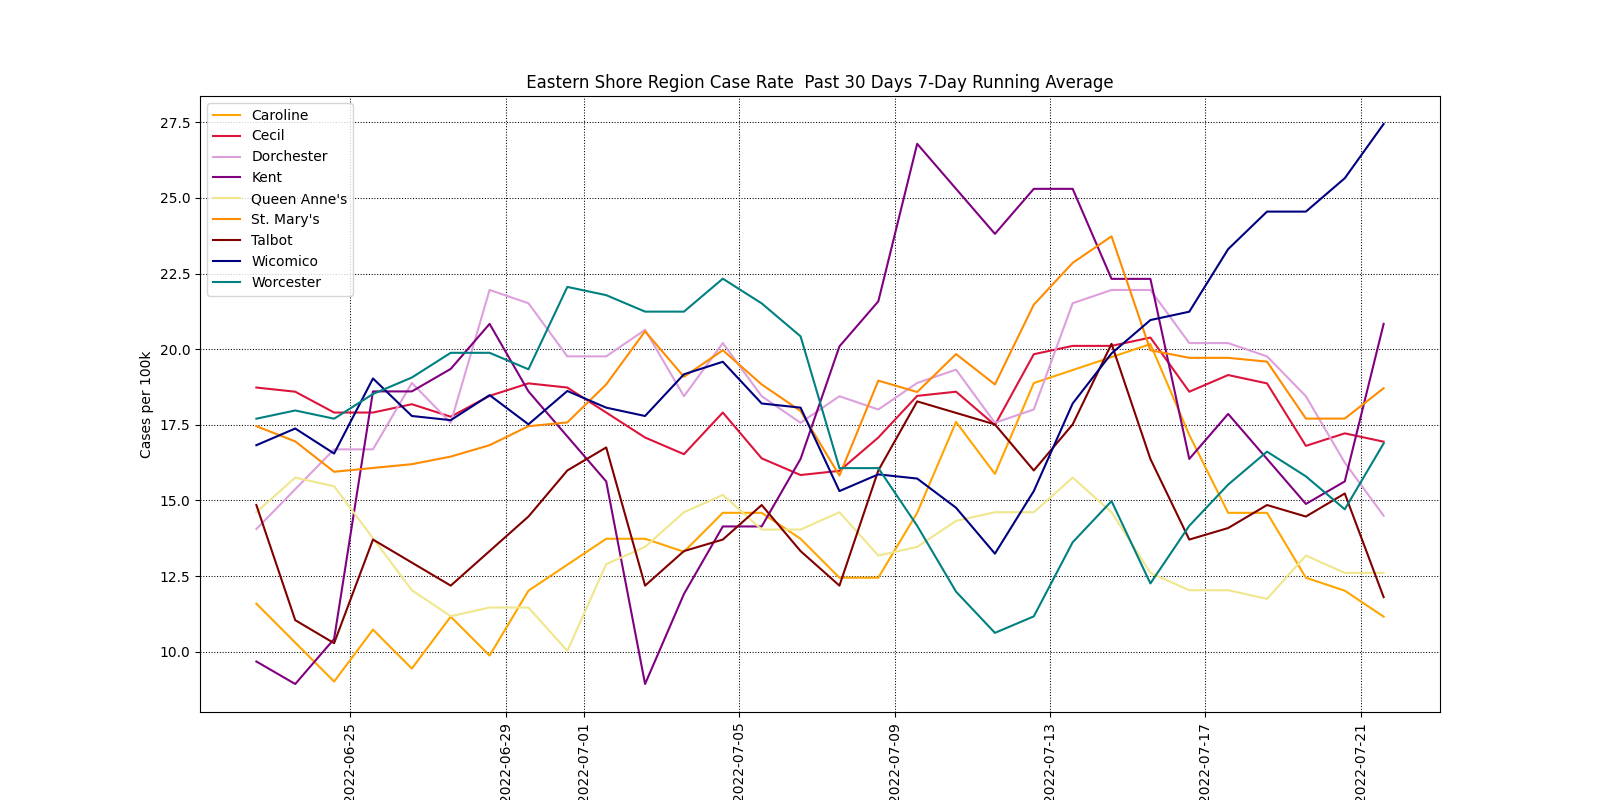 Eastern Shore Region Case Rate  Past 30 Days 7-Day Running Average
Caroline
Cecil
Dorchester
Kent
Queen Anne's
St. Mary's
Talbot
Wicomico
Worcester
Cases per 100k
27.5
25.0
22.5
20.0
17.5
15.0
12.5
10.0
2022-06-25
2022-06-29
2022-07-01
2022-07-05
2022-07-09
2022-07-13
2022-07-17
2022-07-21